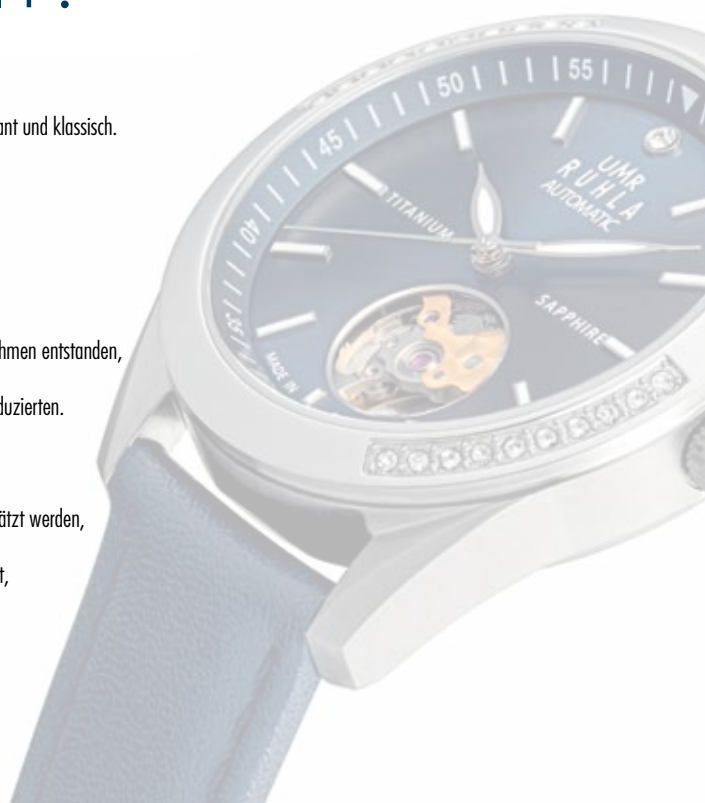 ant und klassisch.
hmen entstanden,
duzierten.
ätzt werden,
t,
35
40
45
50
55
TITANIUM
UMR
RUHLA
AUTOMATIC
SAPPHIRE
MADE IN